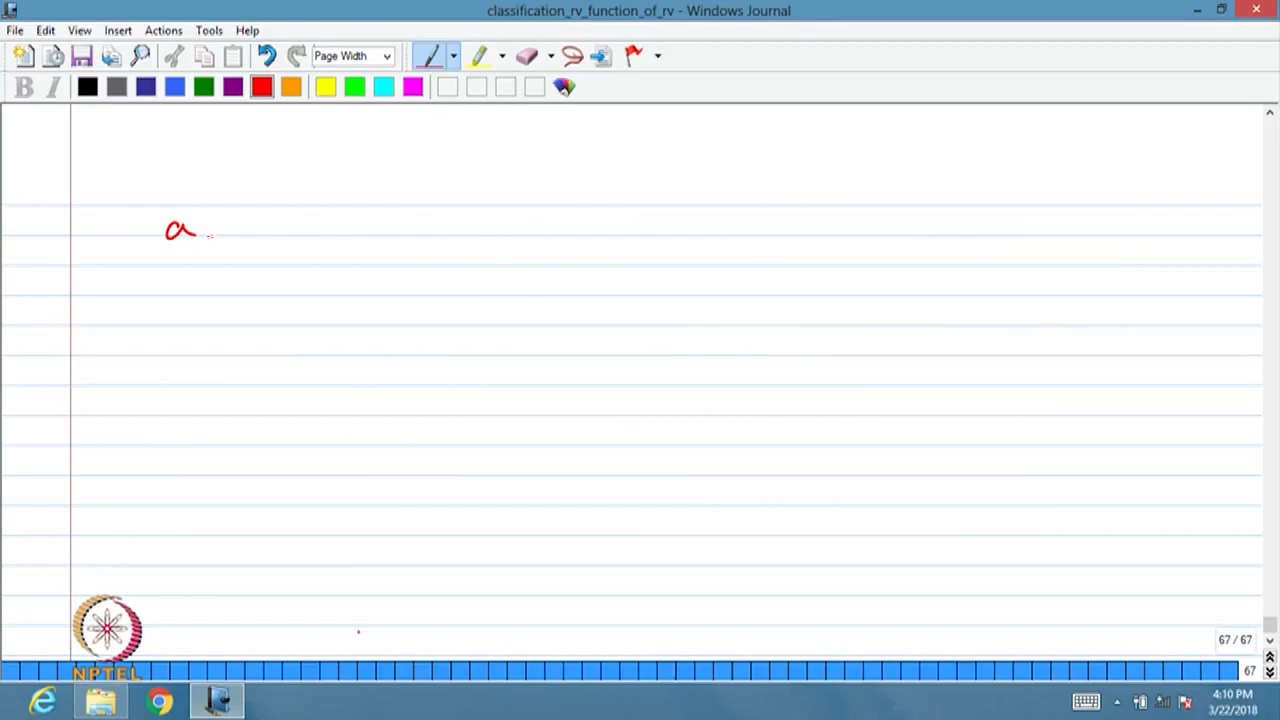 classification_rv_function_of_rv - Windows Journal
File Edit View Insert Actions Tools Help
Page Width
B I
a
67 / 67
NPTEL
67
4:10 PM
3/22/2018